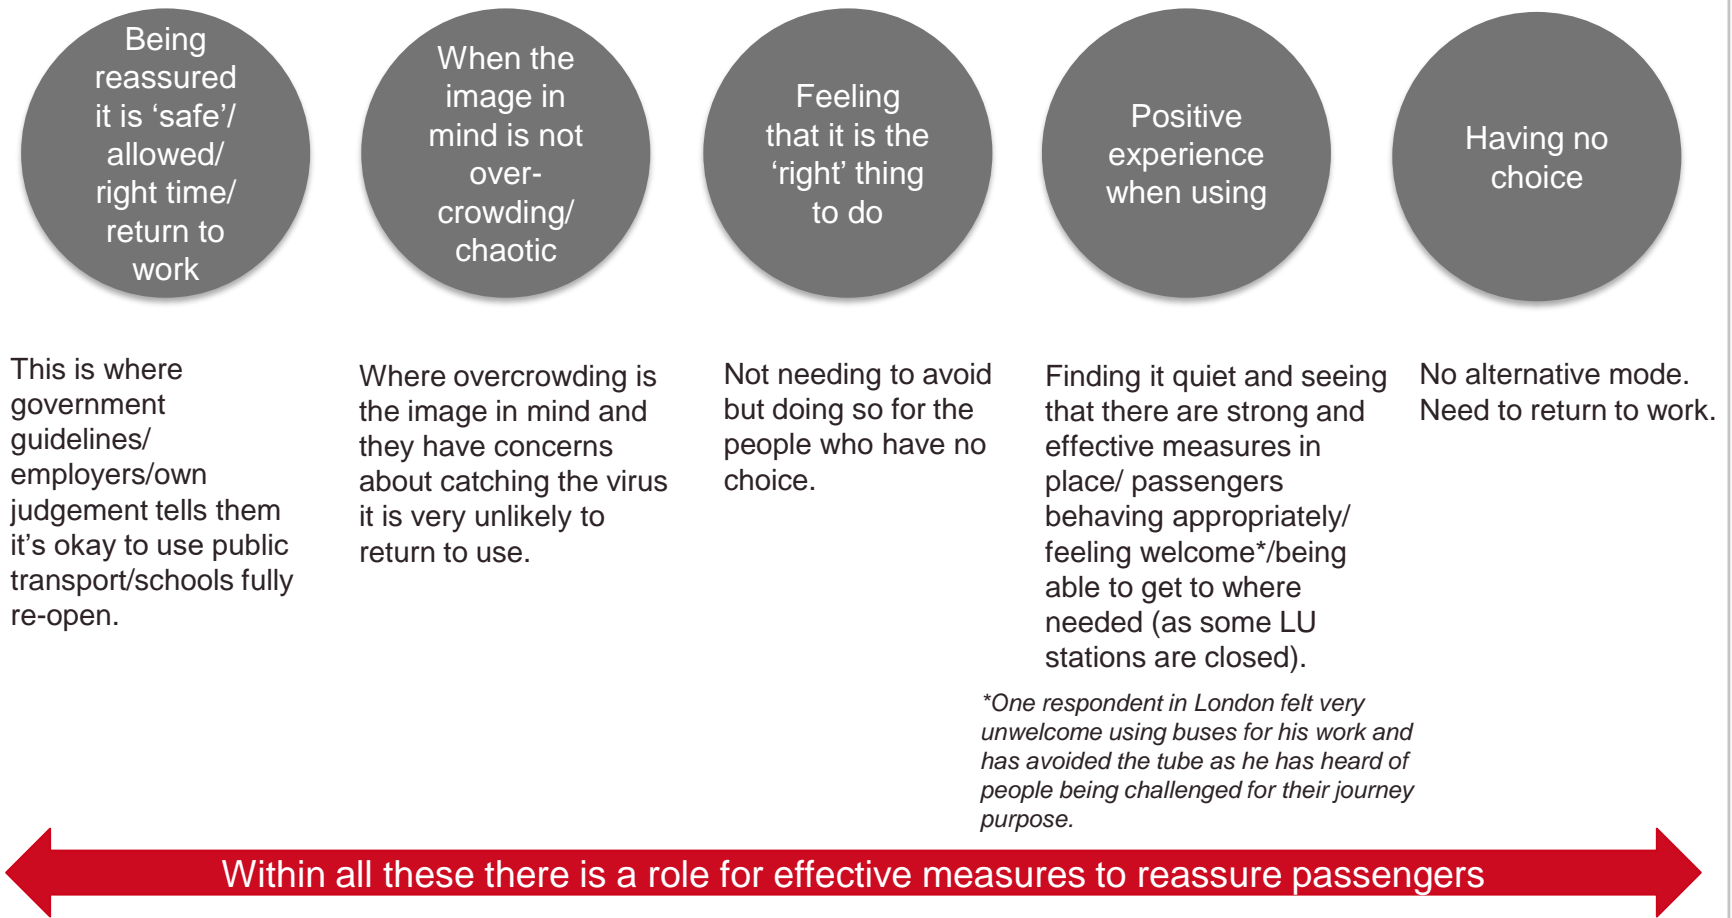 Being
reassured
it is ‘safe’/
allowed/
right time/
return to
work
When the
image in
mind is not
over-
crowding/
chaotic
Feeling
that it is the
‘right’ thing
to do
Positive
experience
when using
Having no
choice
This is where
government
guidelines/
employers/own
judgement tells them
it’s okay to use public
transport/schools fully
re-open.
Where overcrowding is
the image in mind and
they have concerns
about catching the virus
it is very unlikely to
return to use.
Not needing to avoid
but doing so for the
people who have no
choice.
Finding it quiet and seeing
that there are strong and
effective measures in
place/ passengers
behaving appropriately/
feeling welcome*/being
able to get to where
needed (as some LU
stations are closed).
*One respondent in London felt very
unwelcome using buses for his work and
has avoided the tube as he has heard of
people being challenged for their journey
purpose.
No alternative mode.
Need to return to work.
Within all these there is a role for effective measures to reassure passengers